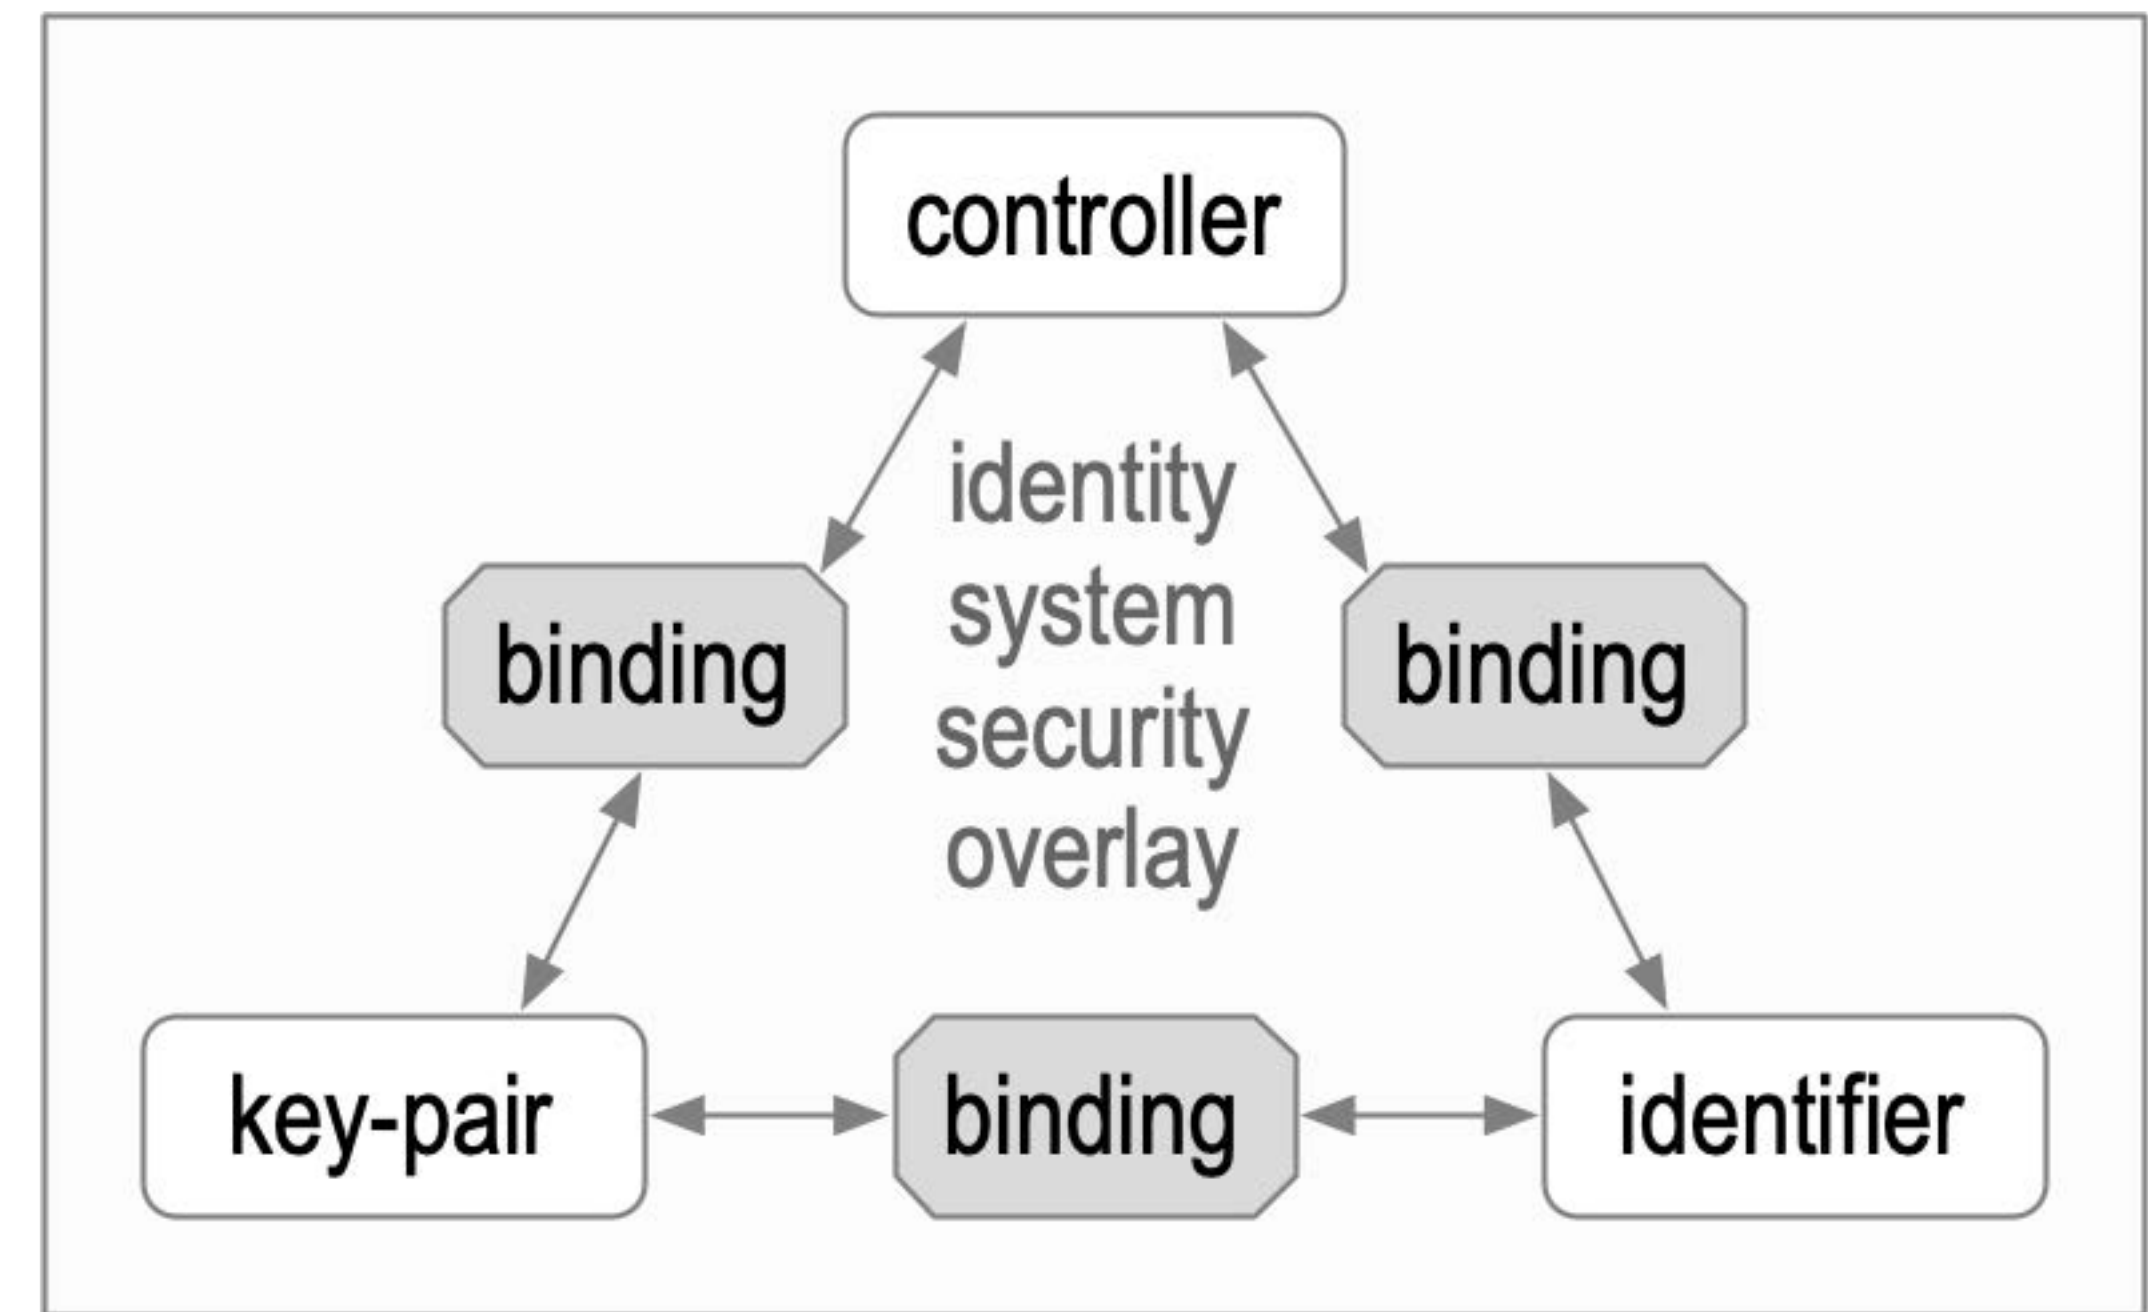 controller
identity
system
security
overlay
binding
binding
key-pair
binding
identifier